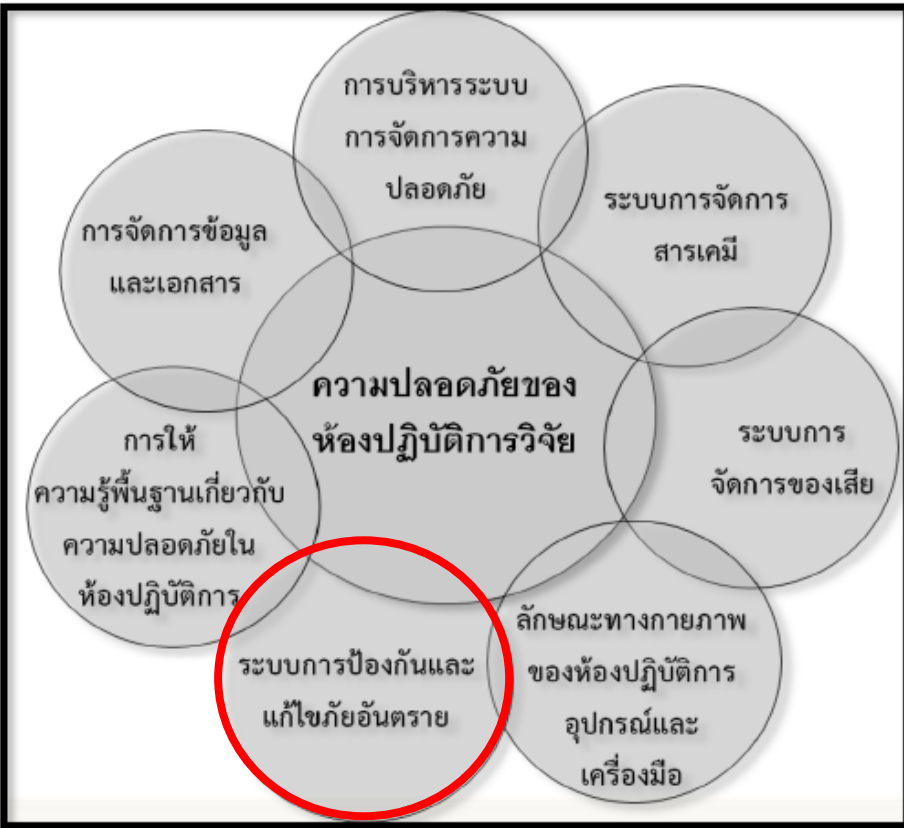 การบริหารระบบ
การจัดการความ
ปลอดภัย
ระบบการจัดการ
สารเคมี
ระบบการ
จัดการของเสีย
ลักษณะทางกายภาพ
ของห้องปฏิบัติการ
อุปกรณ์และ
เครื่องมือ
ระบบการป้องกันและ
แก้ไขภัยอันตราย
การให้
ความรู้พื้นฐานเกี่ยวกับ
ความปลอดภัยใน
ห้องปฏิบัติการ
การจัดการข้อมูล
และเอกสาร
ความปลอดภัยของ
ห้องปฏิบัติการวิจัย